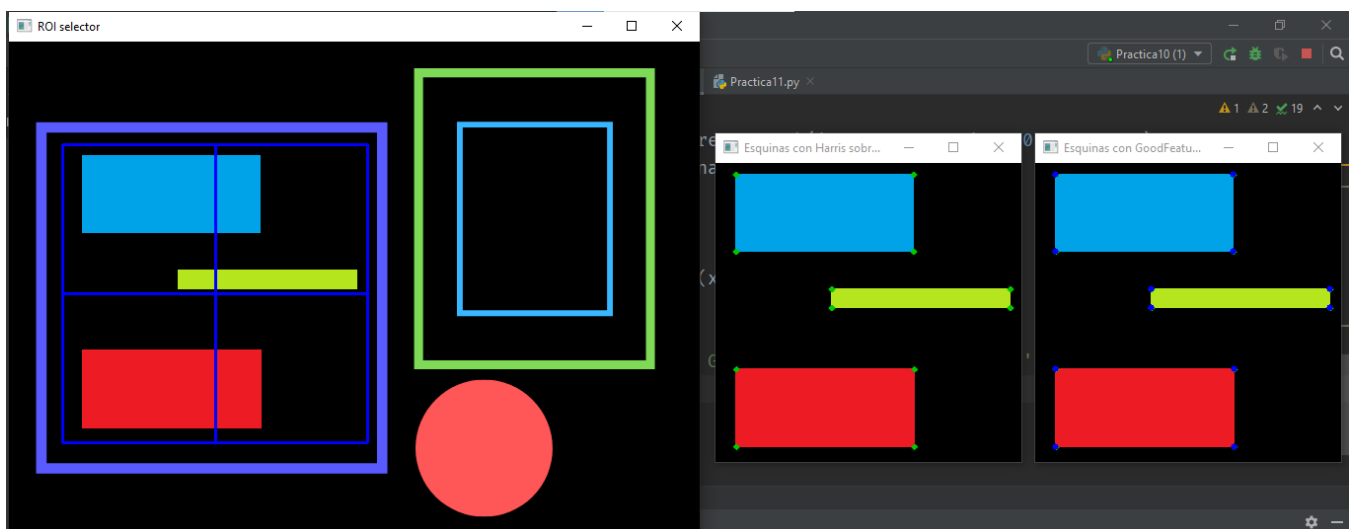 ROI selector
Practica10 (1)
Practica11.py
1 2 19
Esquinas con Harris sobr...
Esquinas con GoodFeatu...